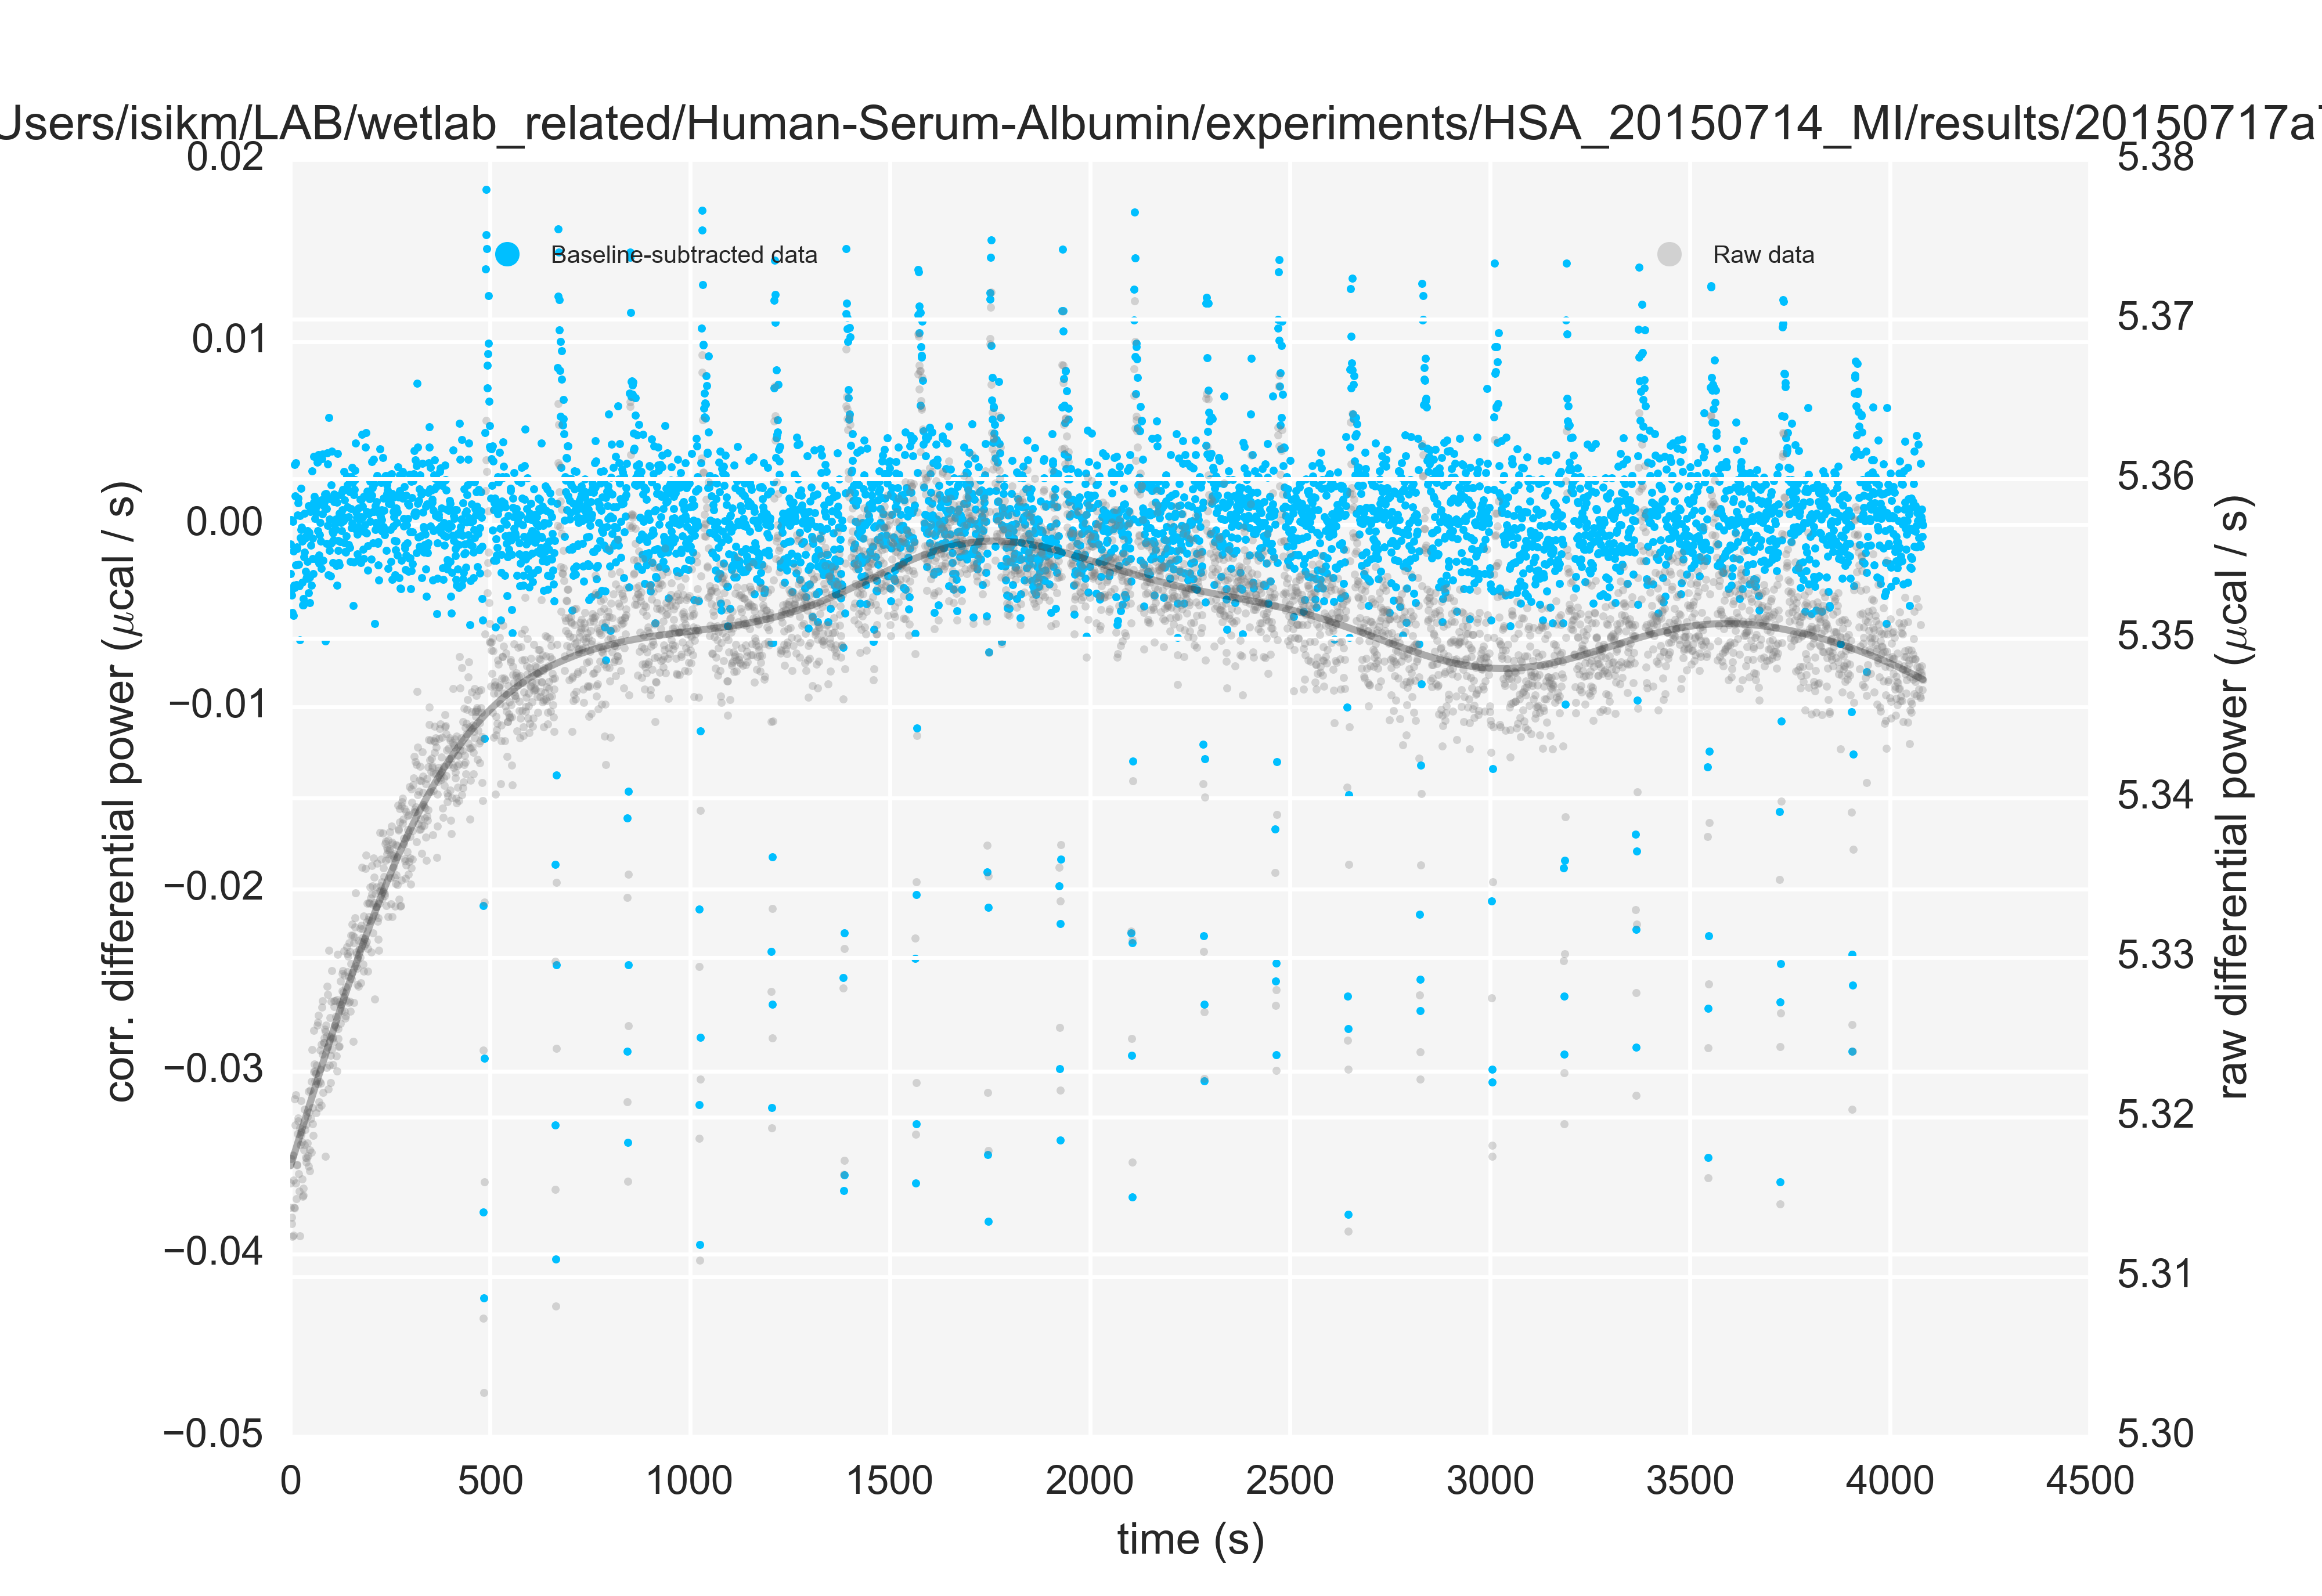 Users/isikm/LAB/wetlab_related/Human-Serum-Albumin/experiments/HSA_20150714_MI/results/20150717a
Baseline-subtracted data
Raw data
corr. differential power (μcal / s)
0.02
0.01
0.00
−0.01
−0.02
−0.03
−0.04
−0.05
5.38
5.37
5.36
5.35
5.34
5.33
5.32
5.31
5.30
raw differential power (μcal / s)
0 500 1000 1500 2000 2500 3000 3500 4000 4500
time (s)